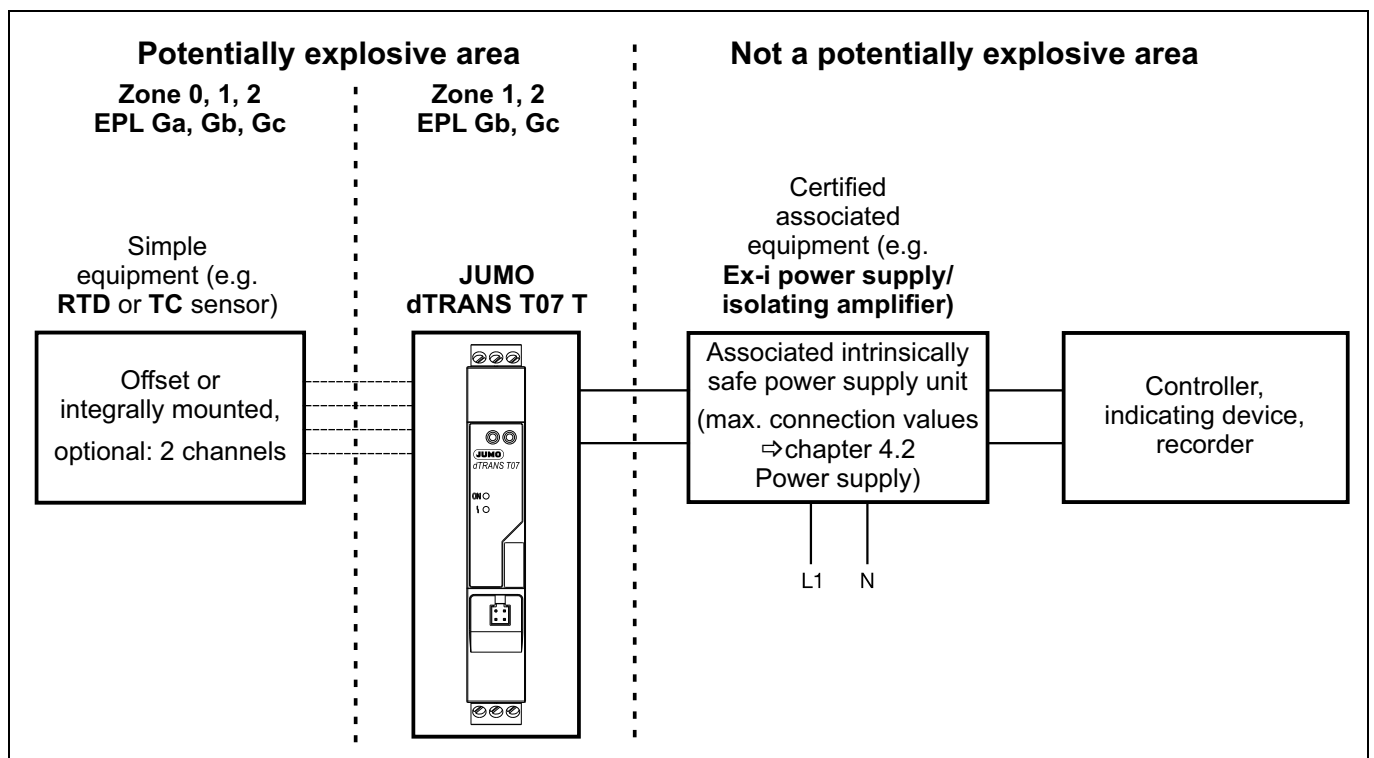 Potentially explosive area
Not a potentially explosive area
Zone 0, 1, 2
EPL Ga, Gb, Gc
Zone 1, 2
EPL Gb, Gc
Simple
equipment (e.g.
RTD or TC sensor)
JUMO
dTRANS T07 T
Certified
associated
equipment (e.g.
Ex-i power supply/
isolating amplifier)
Offset or
integrally mounted,
optional: 2 channels
JUMO
dTRANS T07
ON
\
Associated intrinsically
safe power supply unit
(max. connection values
⇨chapter 4.2
Power supply)
Controller,
indicating device,
recorder
L1 N